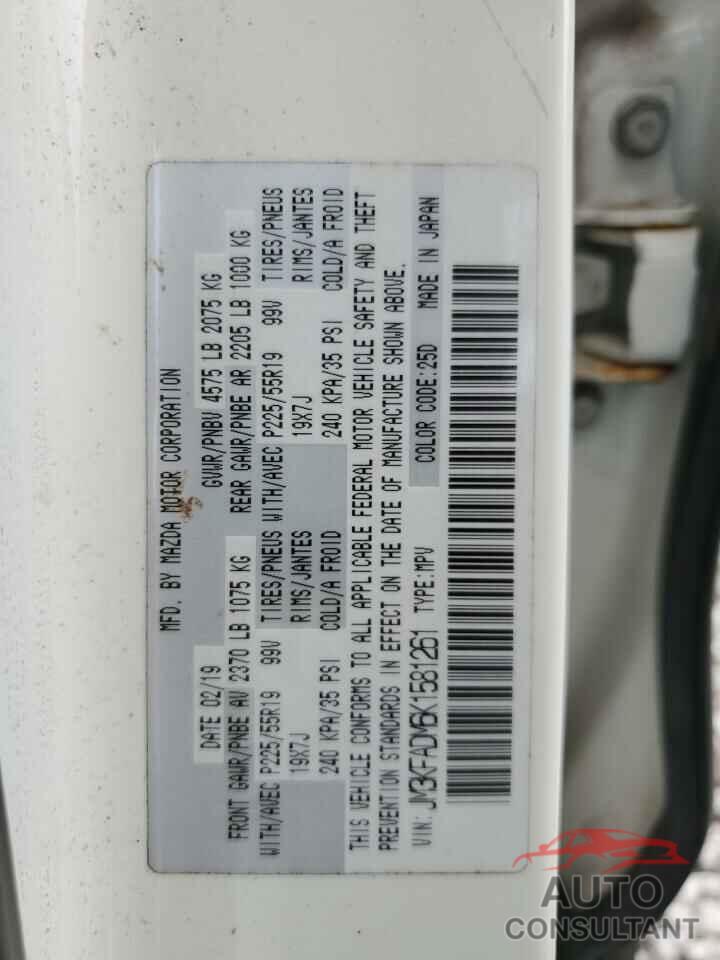 MFD. BY MAZDA MOTOR CORPORATION
DATE 02/19 GVWR/PNBV 4575 LB 2075 KG
FRONT GAWR/PNBE AV 2370 LB 1075 KG REAR GAWR/PNBE AR 2205 LB 1000 KG
WITH/AVEC P225/55R19 99V TIRES/PNEUS WITH/AVEC P225/55R19 99V TIRES/PNEUS
19X7J RIMS/JANTES 19X7J RIMS/JANTES
240 KPA/35 PSI COLD/A FROID 240 KPA/35 PSI COLD/A FROID
THIS VEHICLE CONFORMS TO ALL APPLICABLE FEDERAL MOTOR VEHICLE SAFETY AND THEFT
PREVENTION STANDARDS IN EFFECT ON THE DATE OF MANUFACTURE SHOWN ABOVE.
VIN: JM3KFADM6K1581261 TYPE:MPV COLOR CODE:25D MADE IN JAPAN
AUTO
CONSULTANT.